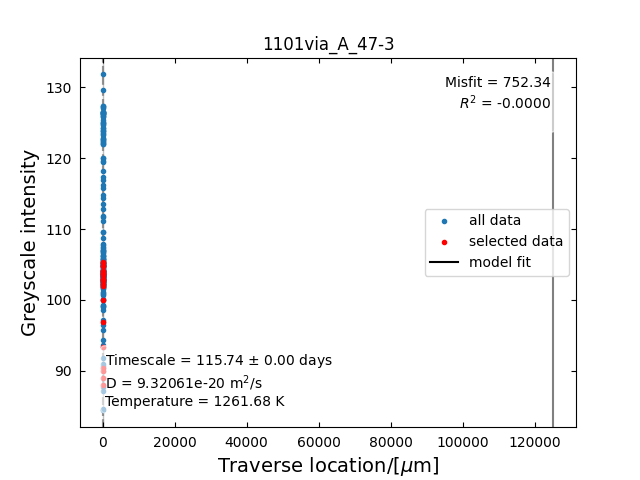 1101via_A_47-3
Misfit = 752.34
R² = -0.0000
130
120
110
100
90
Greyscale intensity
all data
selected data
model fit
Timescale = 115.74 ± 0.00 days
D = 9.32061e-20 m²/s
Temperature = 1261.68 K
0 20000 40000 60000 80000 100000 120000
Traverse location/[μm]